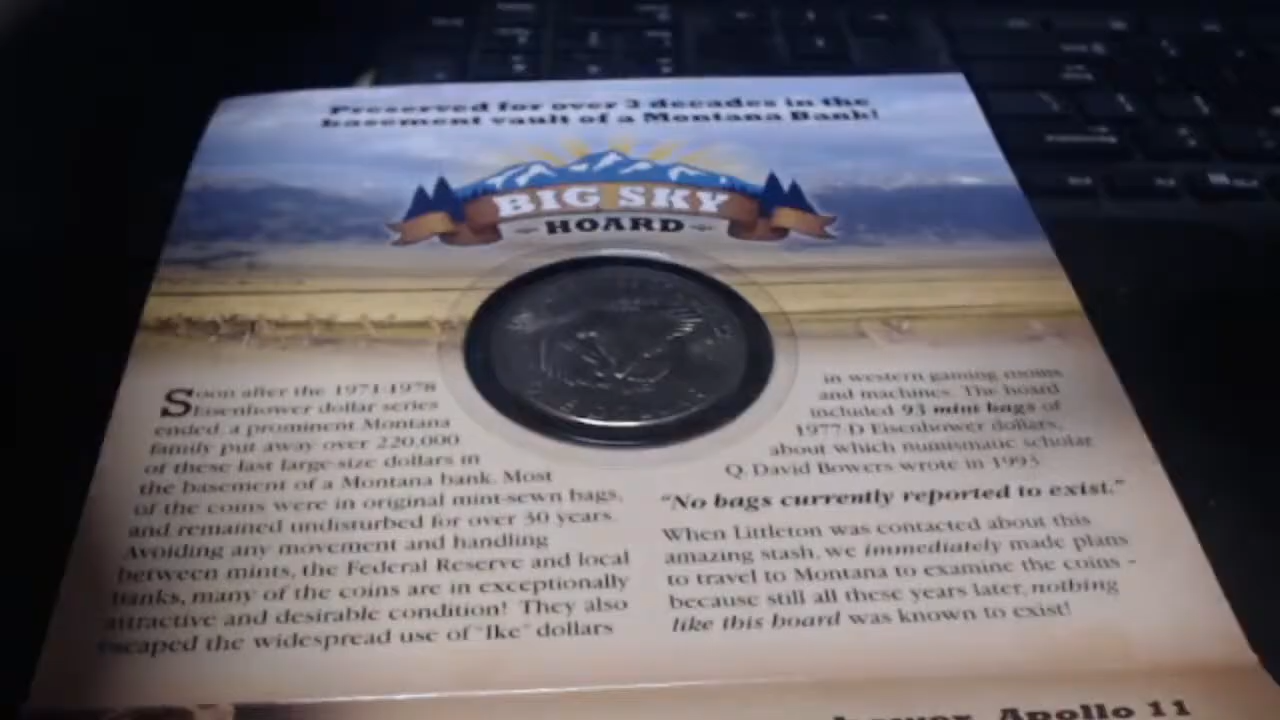 Preserved for over 3 decades in the
basement vault of a Montana Bank!
BIG SKY
HOARD
Soon after the 1971-1978
Eisenhower dollar series
ended, a prominent Montana
family put away over 220,000
of these last large-size dollars in
the basement of a Montana bank. Most
of the coins were in original mint-sewn bags,
and remained undisturbed for over 30 years.
Avoiding any movement and handling
between mints, the Federal Reserve and local
banks, many of the coins are in exceptionally
attractive and desirable condition! They also
escaped the widespread use of "Ike" dollars
in western gaming rooms
and machines. The hoard
included 93 mint bags of
1977-D Eisenhower dollars,
about which numismatic scholar
Q. David Bowers wrote in 1993
"No bags currently reported to exist."
When Littleton was contacted about this
amazing stash, we immediately made plans
to travel to Montana to examine the coins –
because still all these years later, nothing
like this hoard was known to exist!
Apollo 11